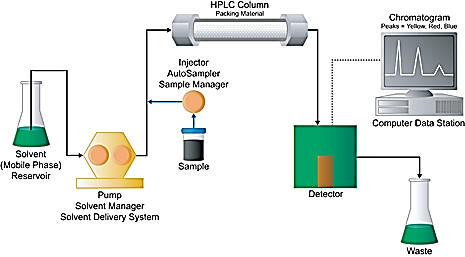 HPLC Column
Packing Material
Chromatogram
Peaks = Yellow, Red, Blue
Injector
AutoSampler
Sample Manager
Computer Data Station
Solvent
(Mobile Phase)
Reservoir
Sample
Pump
Solvent Manager
Solvent Delivery System
Detector
Waste